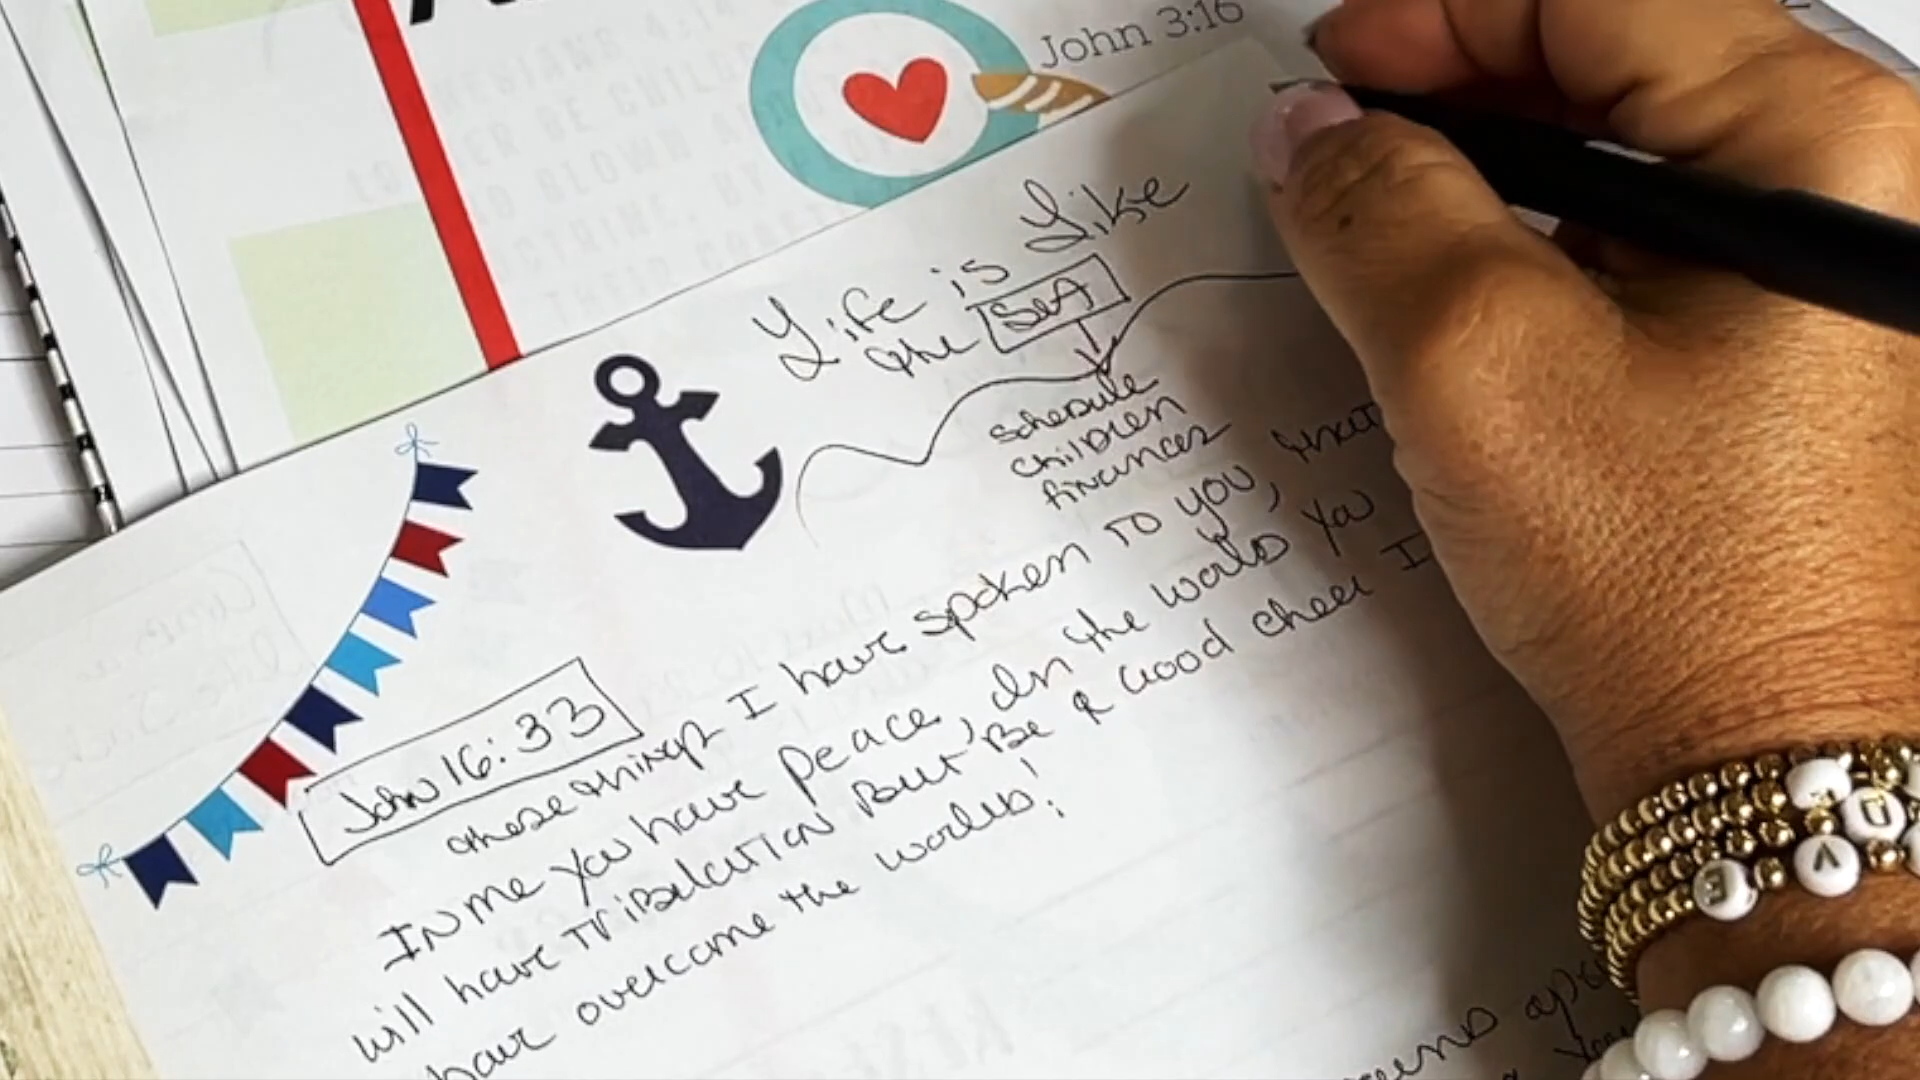 John 3:16
Life is Like
the SeA
schedule
children
finances
John 16:33
these things I have spoken to you, that
In me you have peace, In the world you
will have tribulation But Be of Good cheer I
have overcome the world!